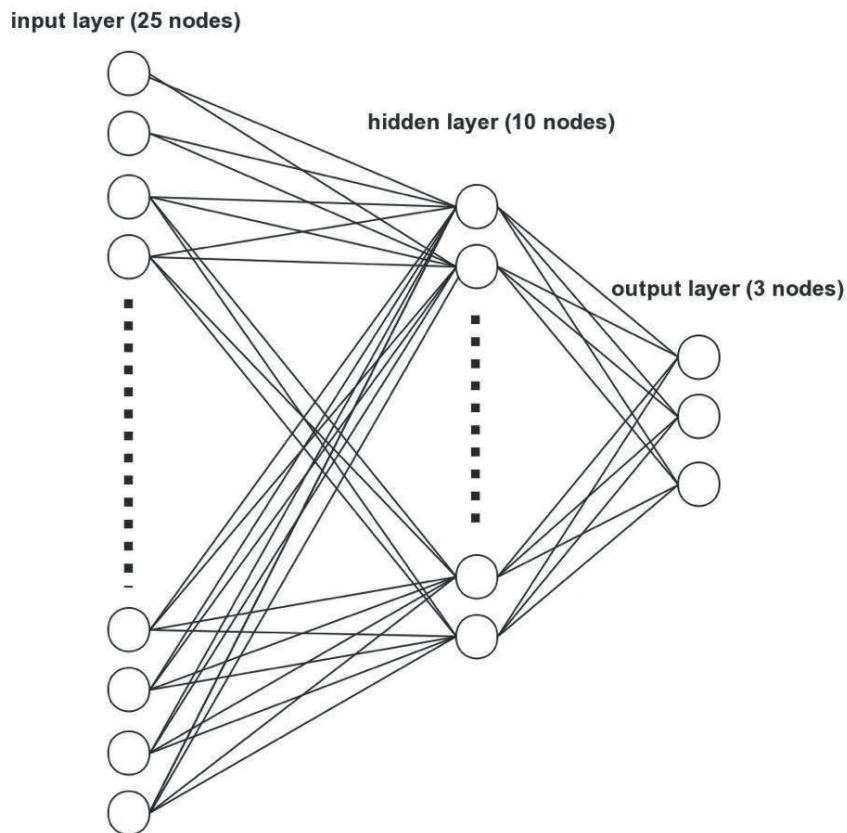 input layer (25 nodes)
hidden layer (10 nodes)
output layer (3 nodes)